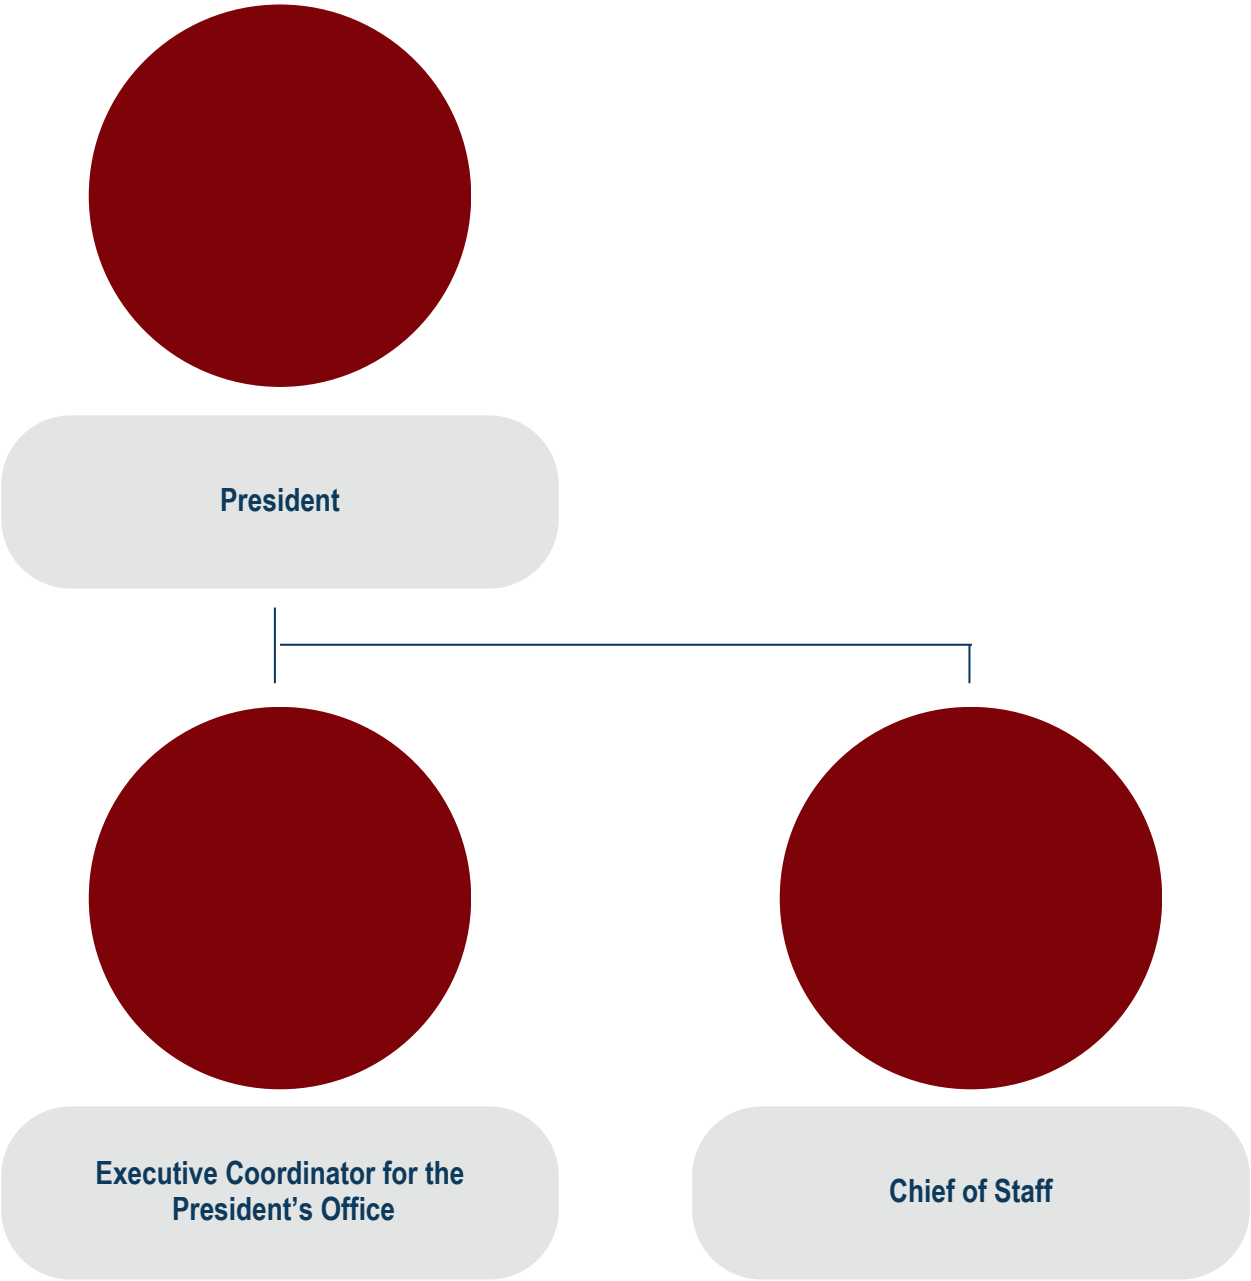 President
Executive Coordinator for the
President’s Office
Chief of Staff